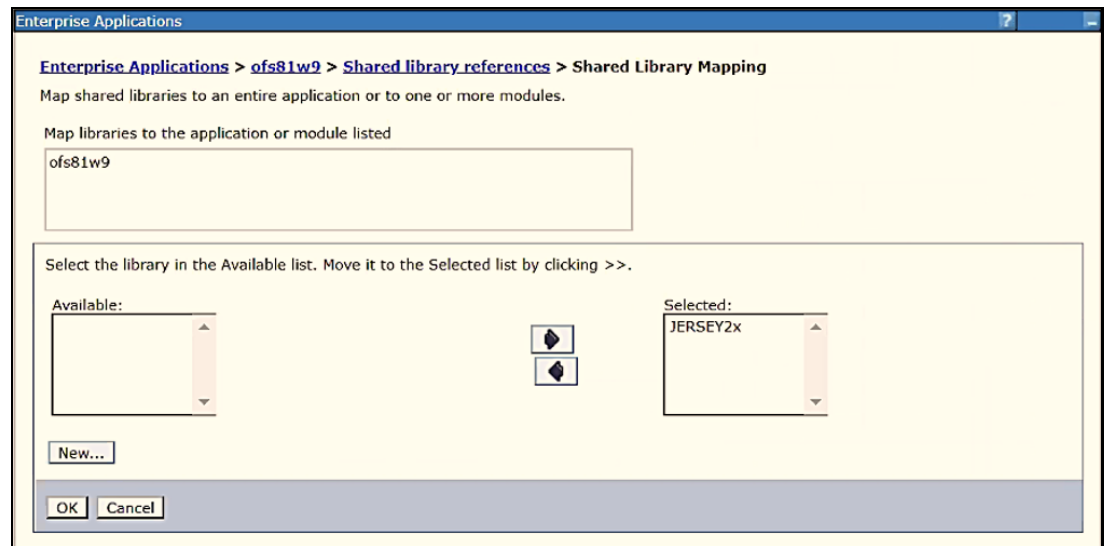 Enterprise Applications
?
Enterprise Applications > ofs81w9 > Shared library references > Shared Library Mapping
Map shared libraries to an entire application or to one or more modules.
Map libraries to the application or module listed
ofs81w9
Select the library in the Available list. Move it to the Selected list by clicking >>.
Available:
Selected:
JERSEY2x
New...
OK Cancel